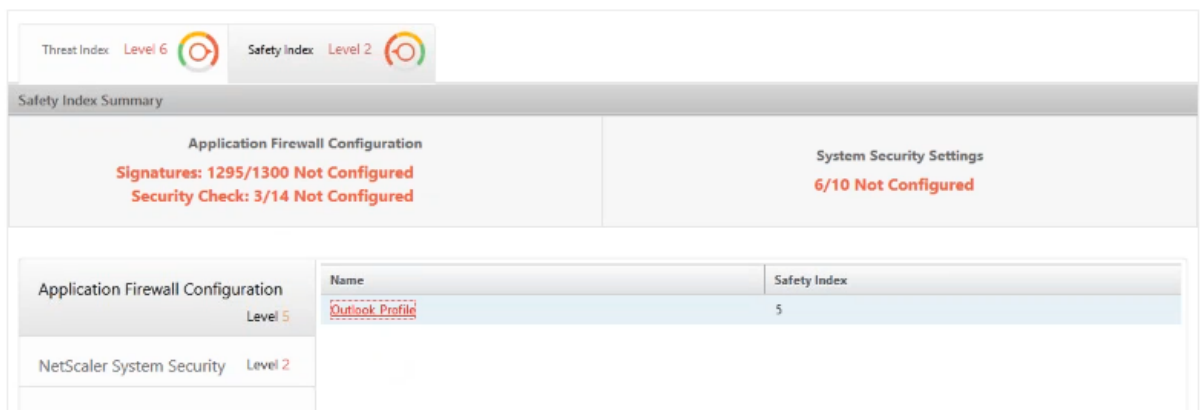 Threat Index Level 6 Safety Index Level 2
Safety Index Summary
Application Firewall Configuration
Signatures: 1295/1300 Not Configured
Security Check: 3/14 Not Configured
System Security Settings
6/10 Not Configured
Application Firewall Configuration
Level 5
NetScaler System Security Level 2
Name Safety Index
Outlook Profile 5